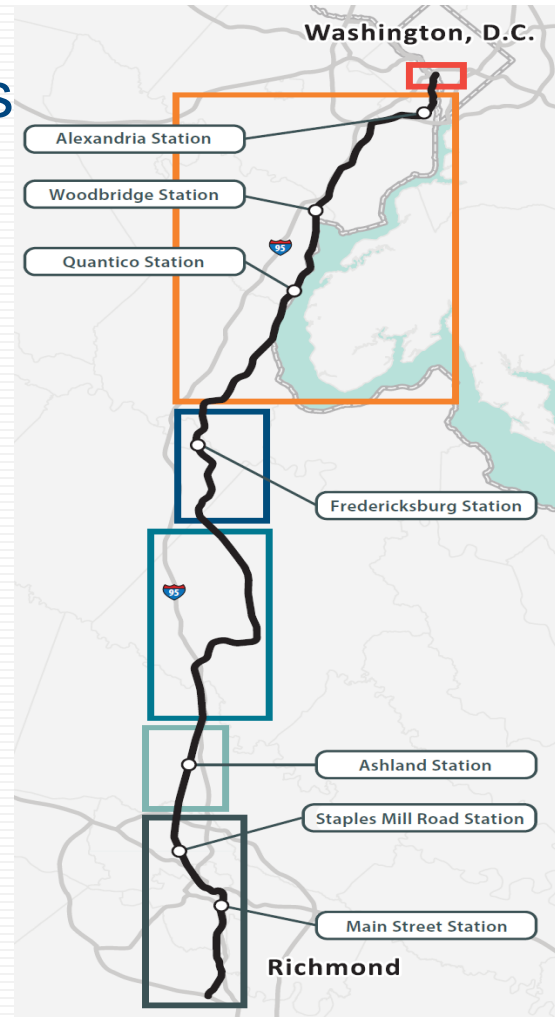 Washington, D.C.
s
Alexandria Station
Woodbridge Station
95
Quantico Station
Fredericksburg Station
95
Ashland Station
Staples Mill Road Station
Main Street Station
Richmond